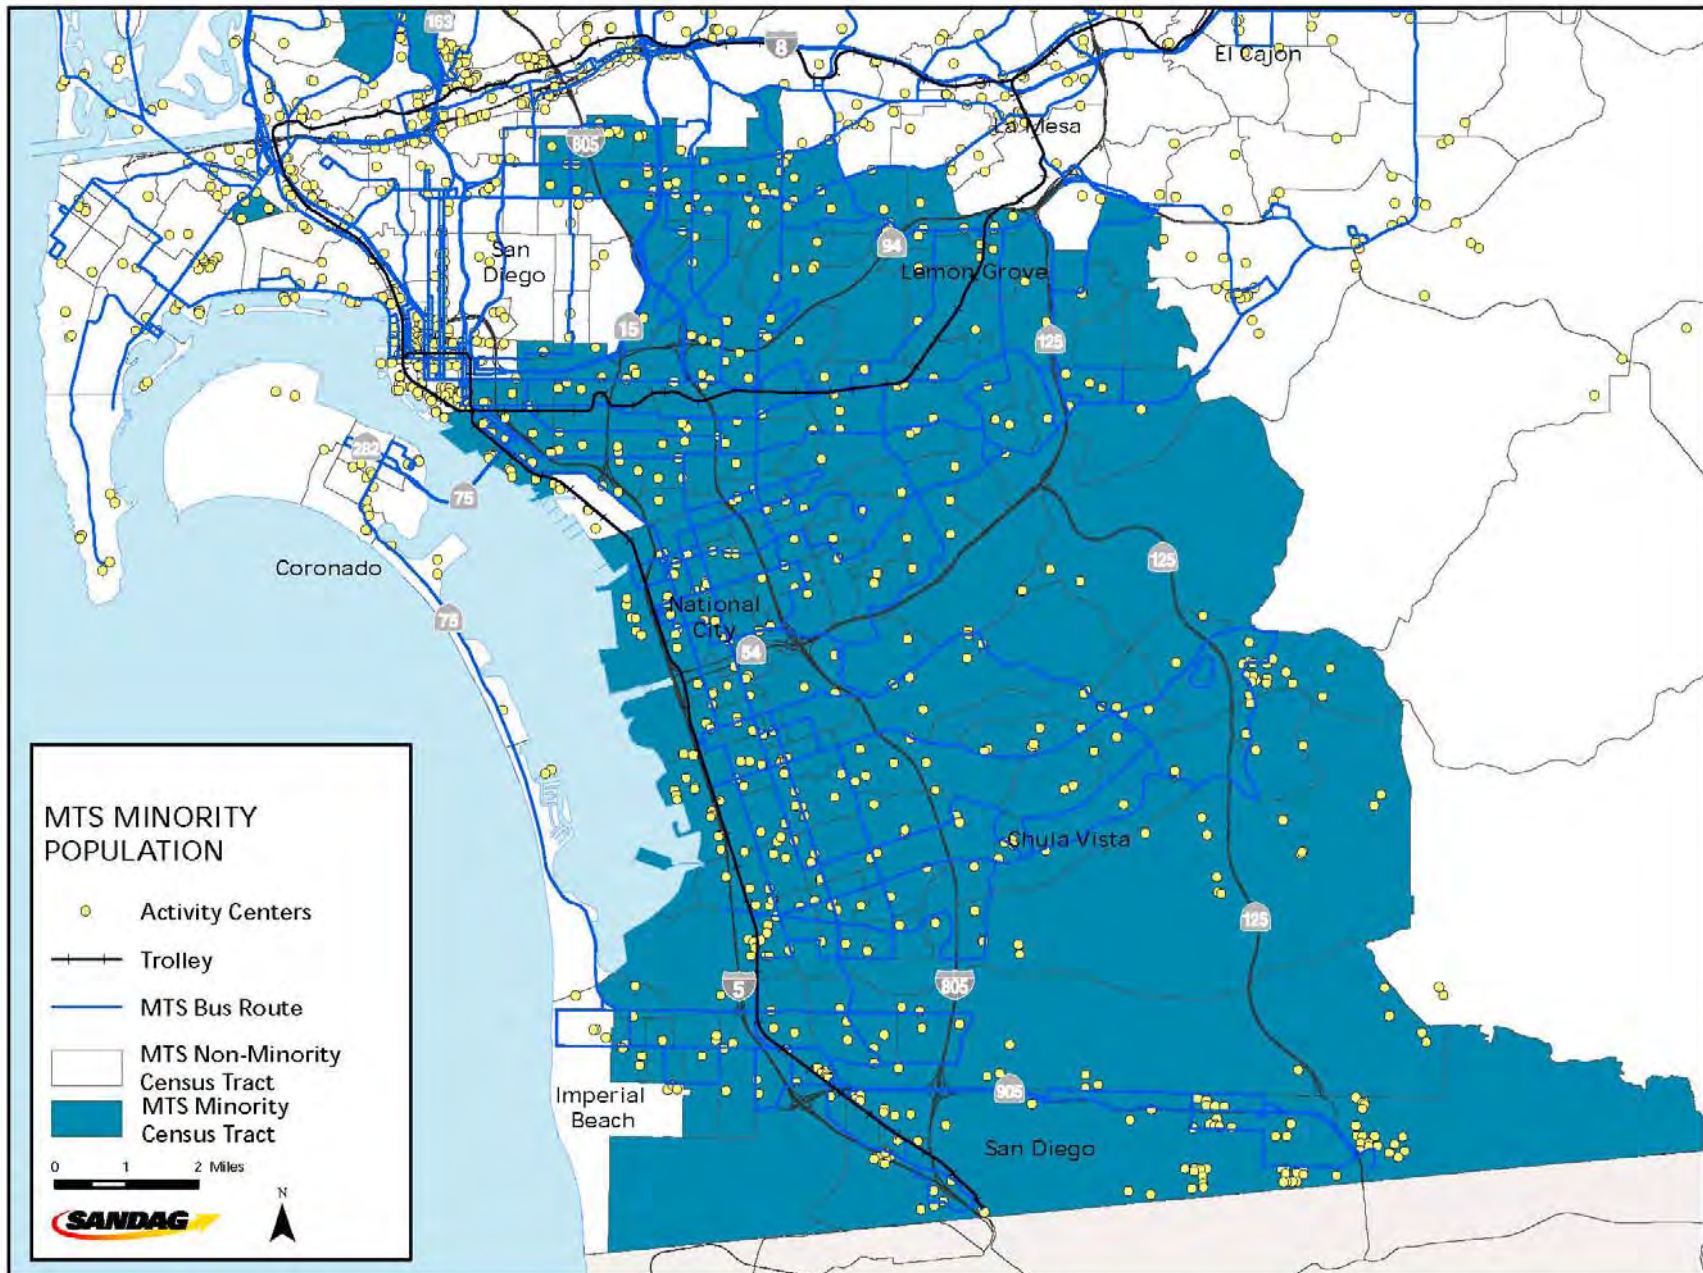 163
8
El Cajon
La Mesa
805
San
Diego
94
Lemon Grove
15
125
282
75
Coronado
125
75
National
City
54
MTS MINORITY
POPULATION
Activity Centers
Trolley
MTS Bus Route
MTS Non-Minority
Census Tract
MTS Minority
Census Tract
0 1 2 Miles
SANDAG
N
Chula Vista
125
5
805
Imperial
Beach
905
San Diego